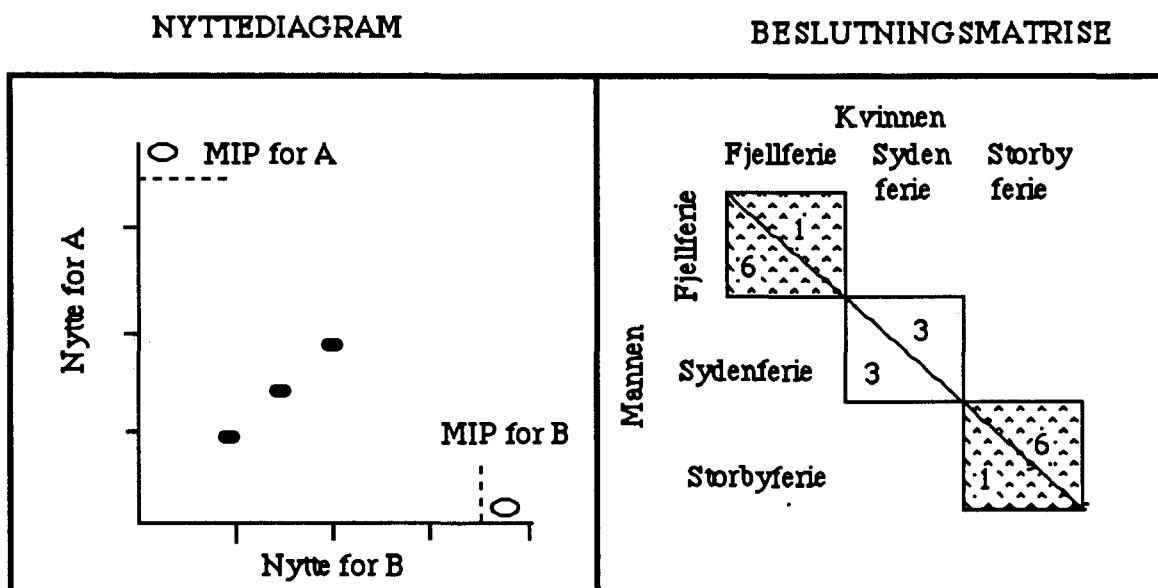 NYTTEDIAGRAM
BESLUTNINGSMATRISE
MIP for A
Nytte for A
MIP for B
Nytte for B
Kvinnen
Fjellferie
Syden
ferie
Storby
ferie
Mannen
Fjellferie
1
6
Sydenferie
3
3
Storbyferie
6
1